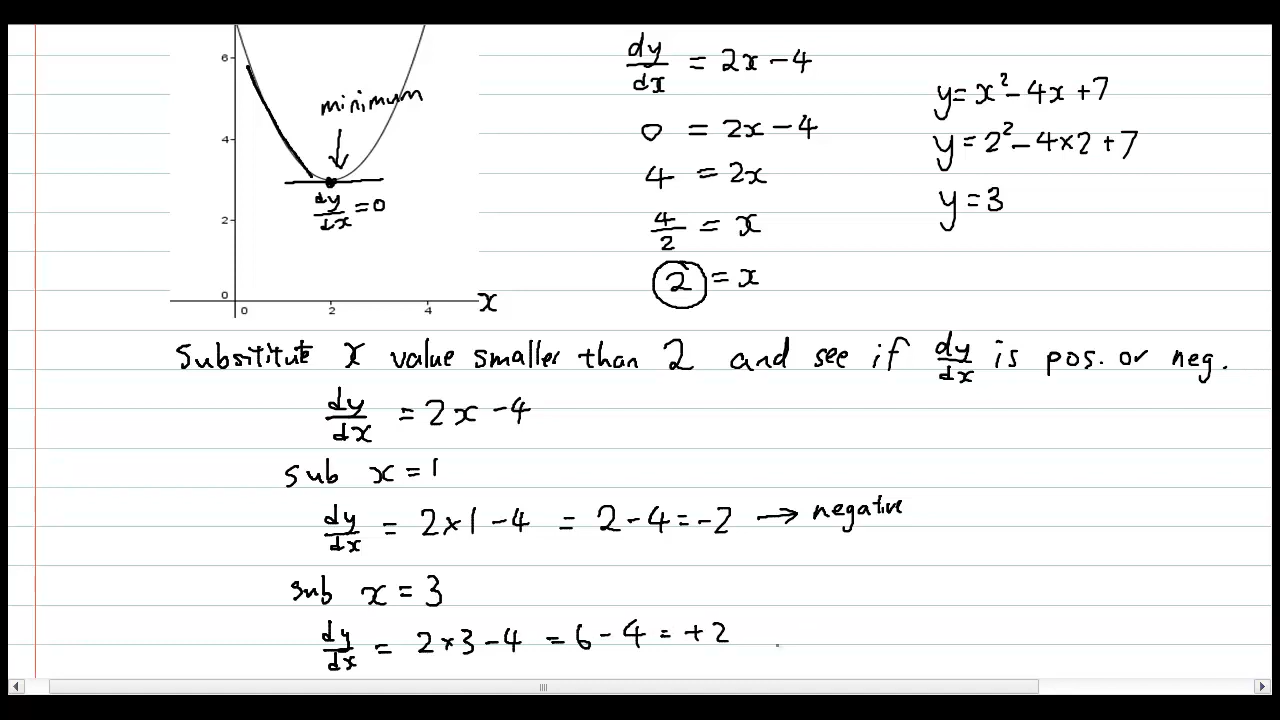 6
minimum
4
dy/dx = 0
2
0
0 2 4 x
dy/dx = 2x - 4
0 = 2x - 4
4 = 2x
4/2 = x
2 = x
y = x² - 4x + 7
y = 2² - 4×2 + 7
y = 3
Subsititute x value smaller than 2 and see if dy/dx is pos. or neg.
dy/dx = 2x - 4
sub x = 1
dy/dx = 2×1 - 4 = 2 - 4 = -2 → negative
sub x = 3
dy/dx = 2×3 - 4 = 6 - 4 = +2